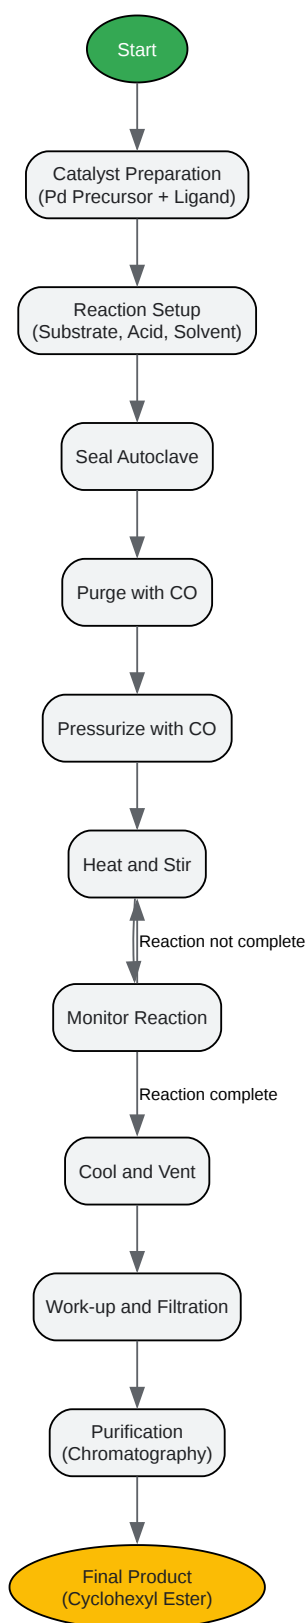 Start
Catalyst Preparation
(Pd Precursor + Ligand)
Reaction Setup
(Substrate, Acid, Solvent)
Seal Autoclave
Purge with CO
Pressurize with CO
Heat and Stir
Reaction not complete
Monitor Reaction
Reaction complete
Cool and Vent
Work-up and Filtration
Purification
(Chromatography)
Final Product
(Cyclohexyl Ester)